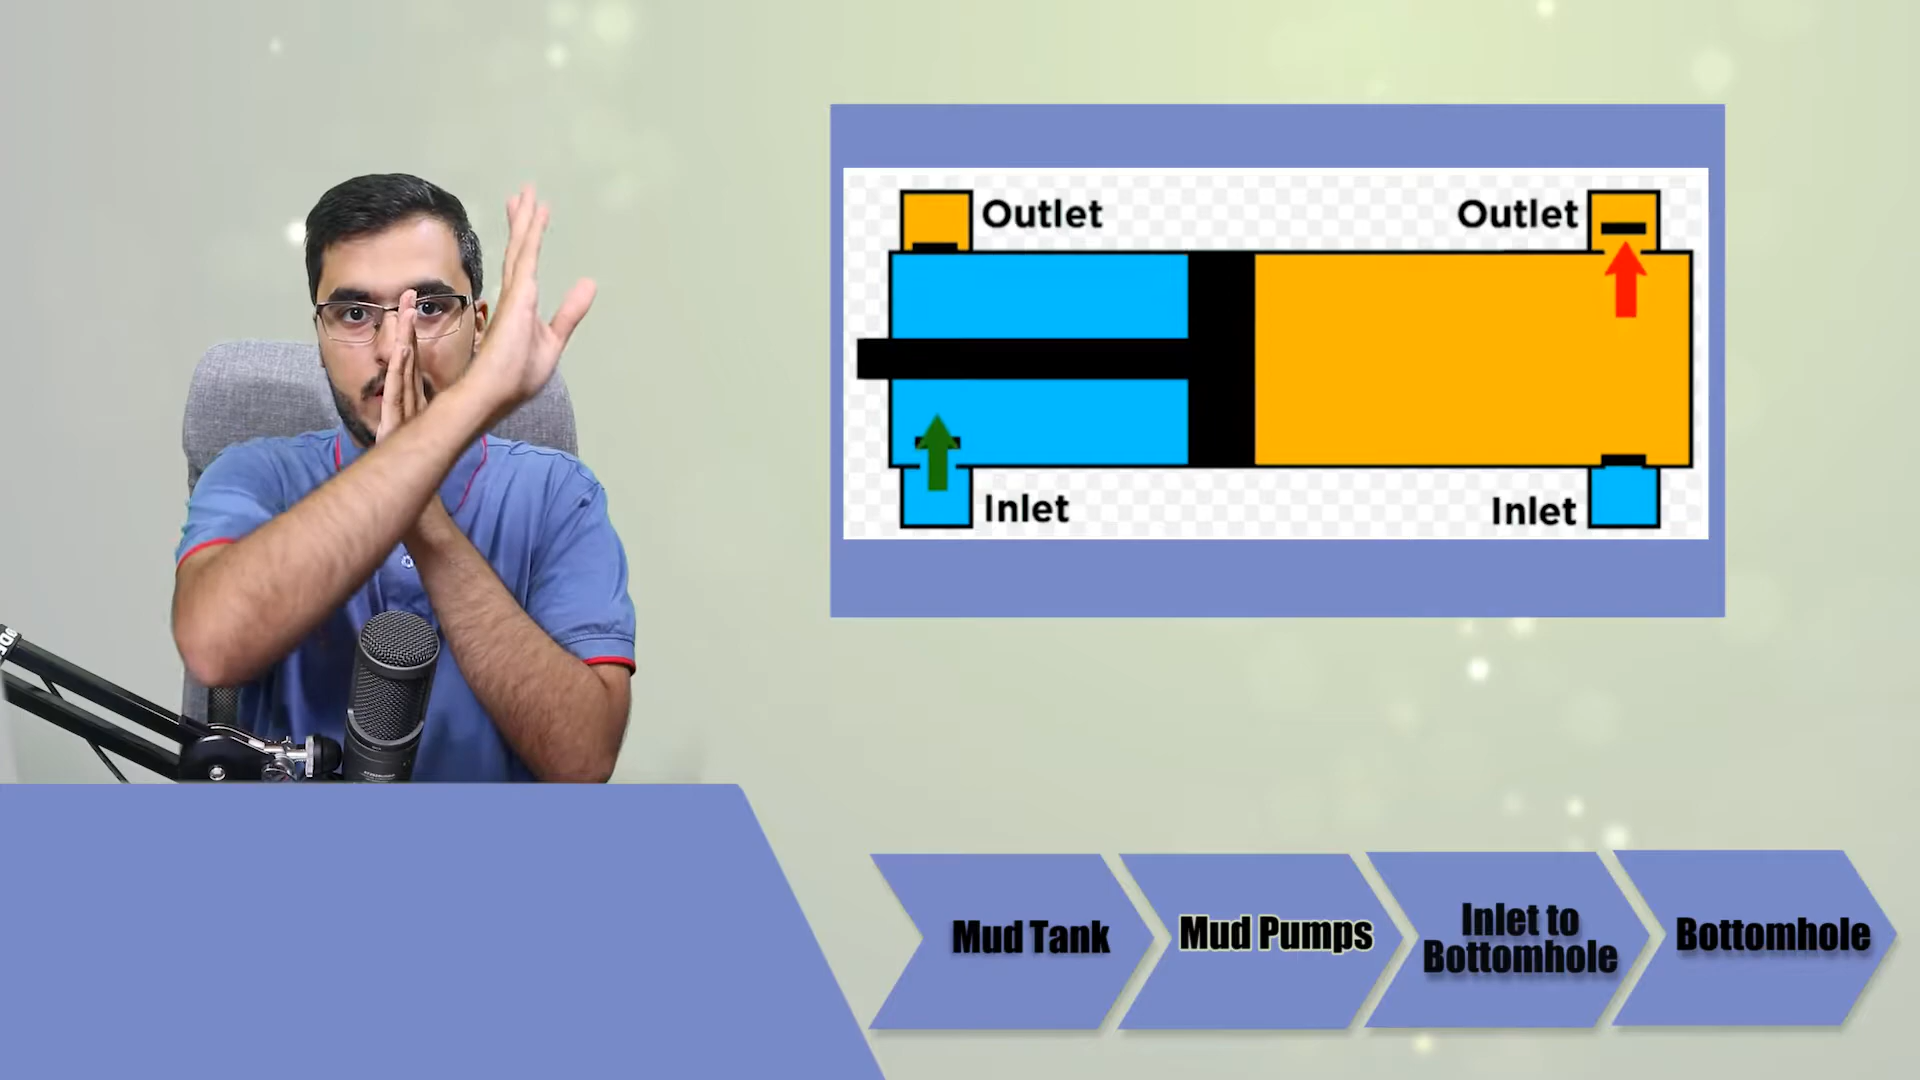 Outlet
Outlet
Inlet
Inlet
Mud Tank
Mud Pumps
Inlet to
Bottomhole
Bottomhole